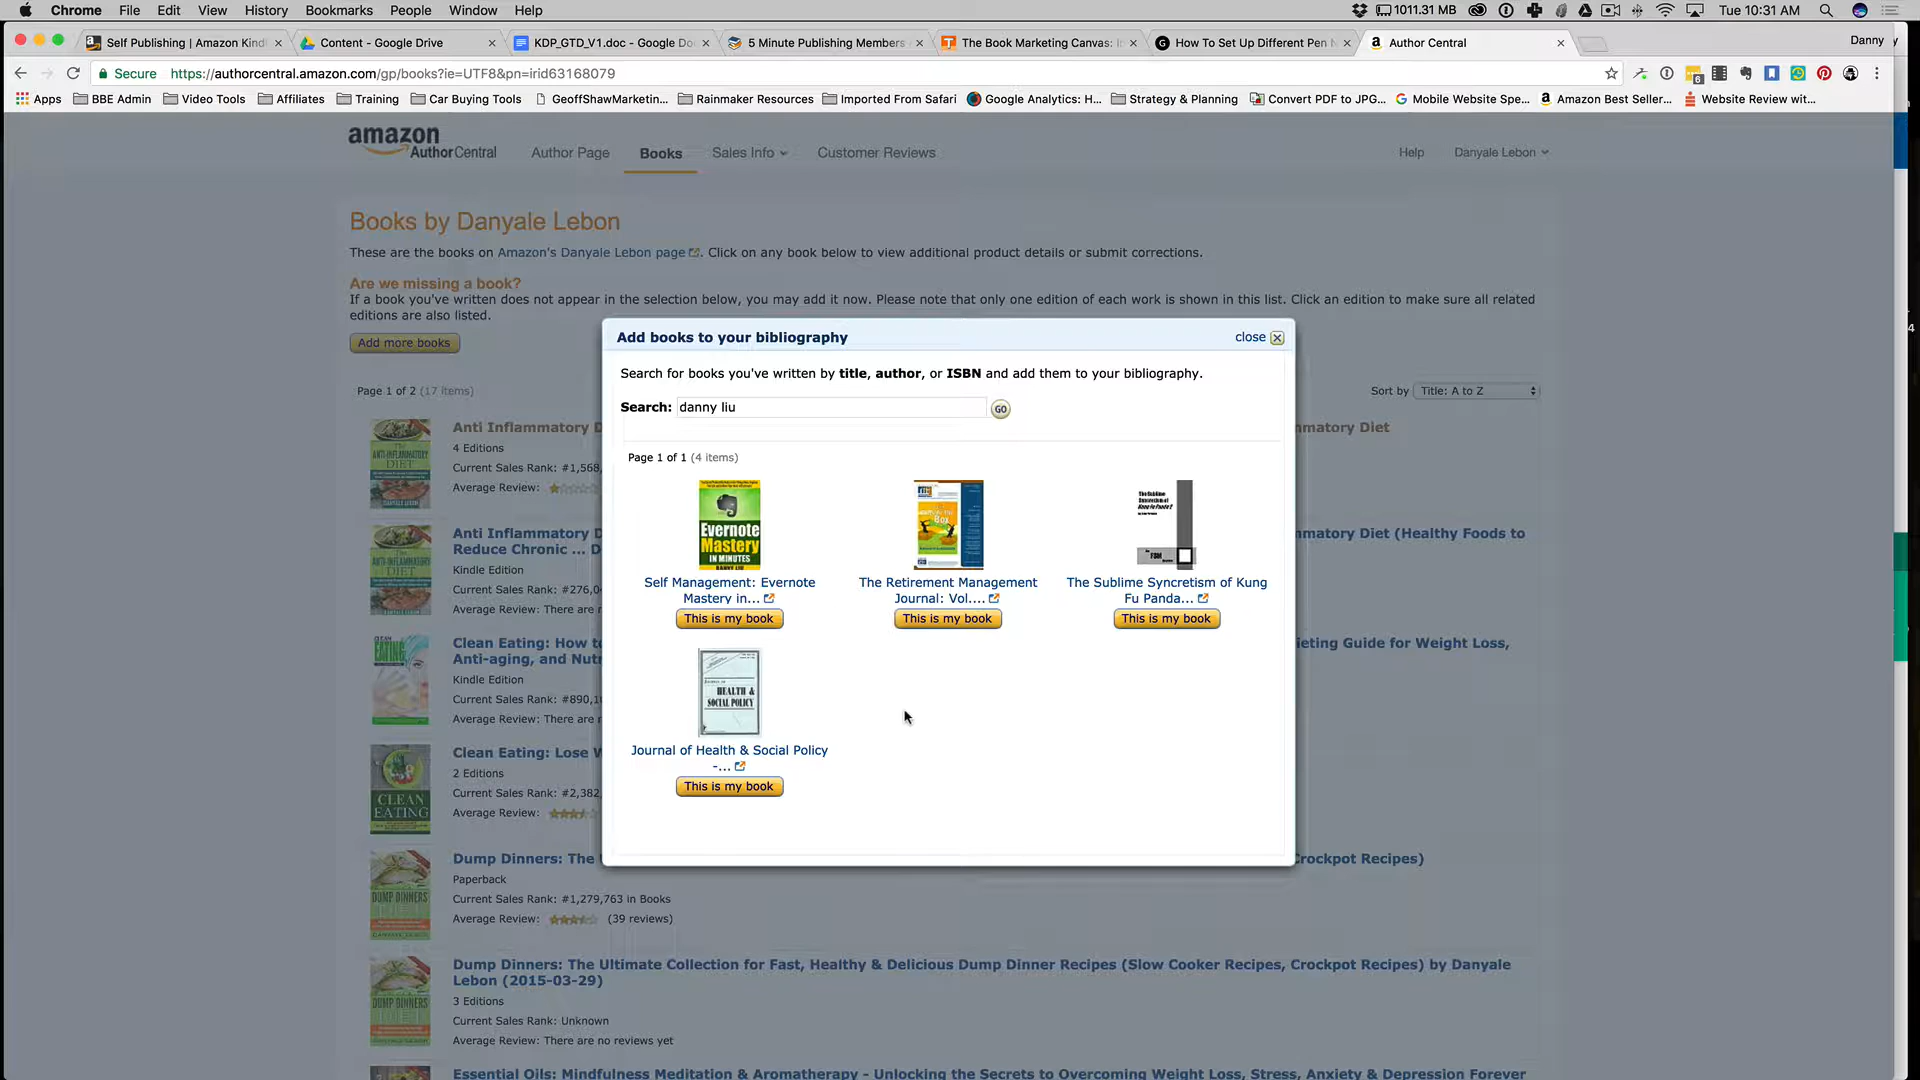 Chrome File Edit View History Bookmarks People Window Help 1011.31 MB Tue 10:31 AM
Self Publishing | Amazon Kindl
Content - Google Drive
KDP_GTD_V1.doc - Google Do
5 Minute Publishing Members
The Book Marketing Canvas: I
How To Set Up Different Pen N
Author Central
Danny
Secure https://authorcentral.amazon.com/gp/books?ie=UTF8&pn=irid63168079
Apps BBE Admin Video Tools Affiliates Training Car Buying Tools GeoffShawMarketin... Rainmaker Resources Imported From Safari Google Analytics: H... Strategy & Planning Convert PDF to JPG... Mobile Website Spe... Amazon Best Seller... Website Review wit...
amazon AuthorCentral
Author Page Books Sales Info Customer Reviews Help Danyale Lebon
Books by Danyale Lebon
These are the books on Amazon's Danyale Lebon page. Click on any book below to view additional product details or submit corrections.
Are we missing a book?
If a book you've written does not appear in the selection below, you may add it now. Please note that only one edition of each work is shown in this list. Click an edition to make sure all related
editions are also listed.
Add more books
Page 1 of 2 (17 items)
Sort by Title: A to Z
Add books to your bibliography
close
Search for books you've written by title, author, or ISBN and add them to your bibliography.
Search: danny liu GO
Page 1 of 1 (4 items)
Evernote
Mastery
IN MINUTES
DANNY LIU
Self Management: Evernote
Mastery in...
This is my book
The Retirement Management
Journal: Vol....
This is my book
The Sublime Syncretism of Kung
Fu Panda...
This is my book
HEALTH &
SOCIAL POLICY
Journal of Health & Social Policy
-...
This is my book
Anti Inflammatory D
matory Diet
4 Editions
Current Sales Rank: #1,568,
Average Review:
Anti Inflammatory D
matory Diet (Healthy Foods to
Reduce Chronic ... D
Kindle Edition
Current Sales Rank: #276,0
Average Review: There are r
Clean Eating: How to
ieting Guide for Weight Loss,
Anti-aging, and Nut
Kindle Edition
Current Sales Rank: #890,1
Average Review: There are r
Clean Eating: Lose W
2 Editions
Current Sales Rank: #2,382,
Average Review:
CLEAN
EATING
Dump Dinners: The
Crockpot Recipes)
Paperback
Current Sales Rank: #1,279,763 in Books
Average Review: (39 reviews)
DUMP DINNERS
Dump Dinners: The Ultimate Collection for Fast, Healthy & Delicious Dump Dinner Recipes (Slow Cooker Recipes, Crockpot Recipes) by Danyale
Lebon (2015-03-29)
3 Editions
Current Sales Rank: Unknown
Average Review: There are no reviews yet
DUMP DINNERS
Essential Oils: Mindfulness Meditation & Aromatherapy - Unlocking the Secrets to Overcoming Weight Loss, Stress, Anxiety & Depression Forever